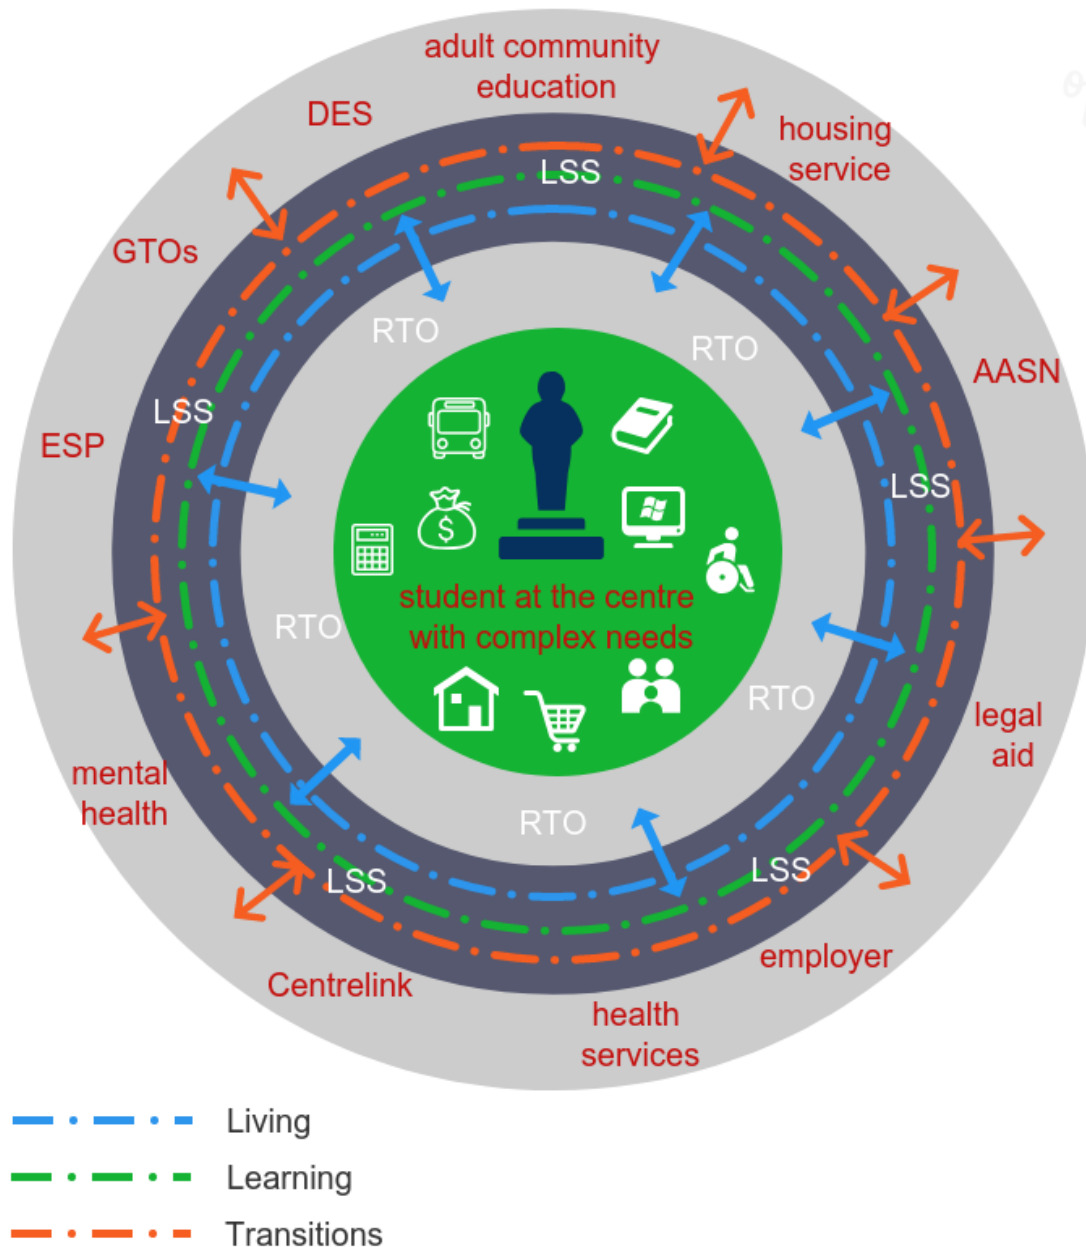 adult community
education
DES
housing
service
LSS
GTOs
RTO
RTO
AASN
LSS
ESP
LSS
$
student at the centre
with complex needs
RTO
RTO
legal
aid
mental
health
RTO
LSS
LSS
employer
Centrelink
health
services
Living
Learning
Transitions